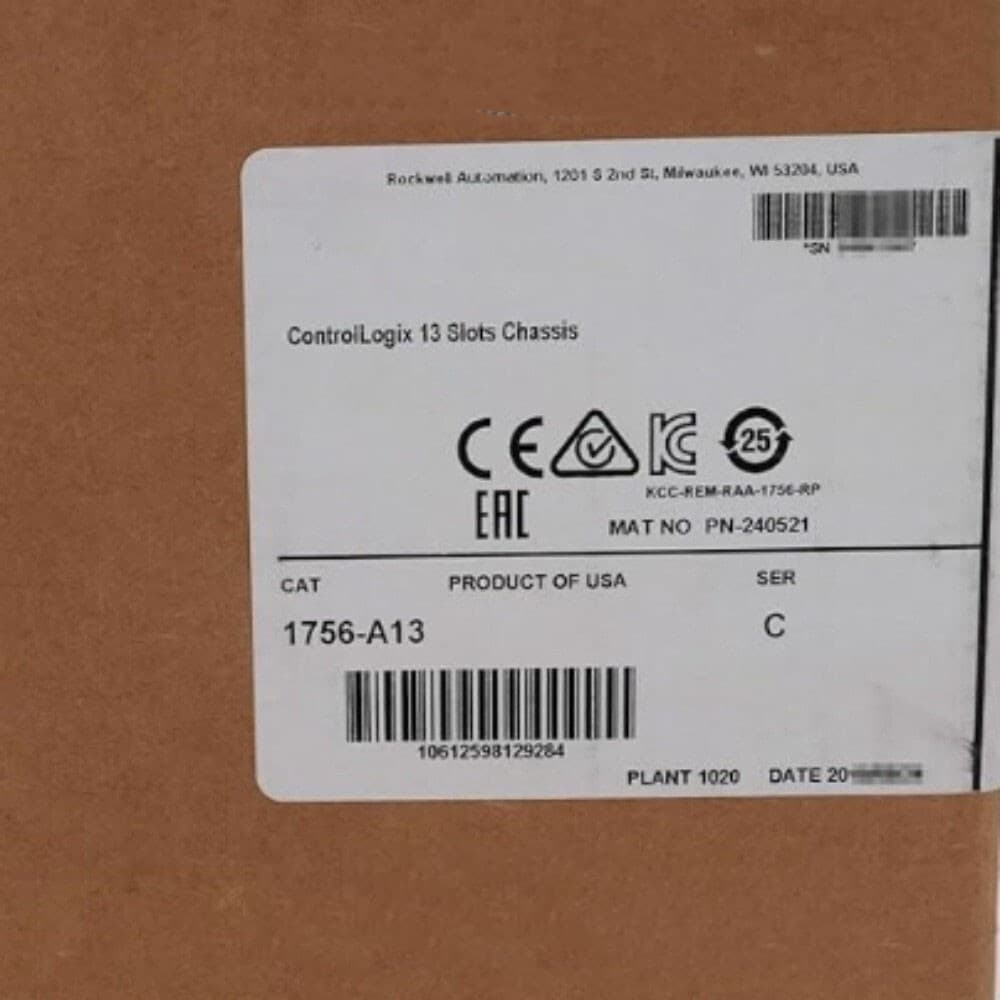 Rockwell Automation, 1201 S 2nd St, Milwaukee, WI 53204, USA
*SN
ControlLogix 13 Slots Chassis
CE KC 25
KCC-REM-RAA-1756-RP
EAC MAT NO PN-240521
CAT PRODUCT OF USA SER
1756-A13 C
10612598129284
PLANT 1020 DATE 20